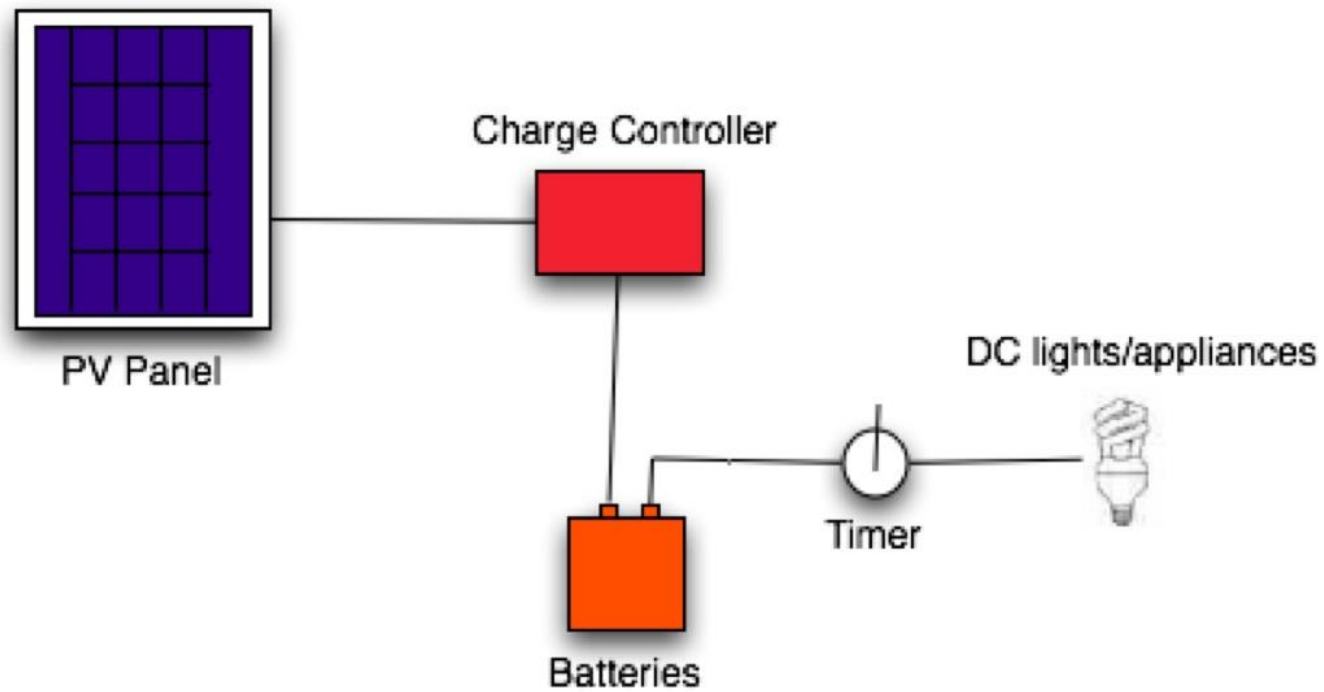 Charge Controller
PV Panel
DC lights/appliances
Timer
Batteries